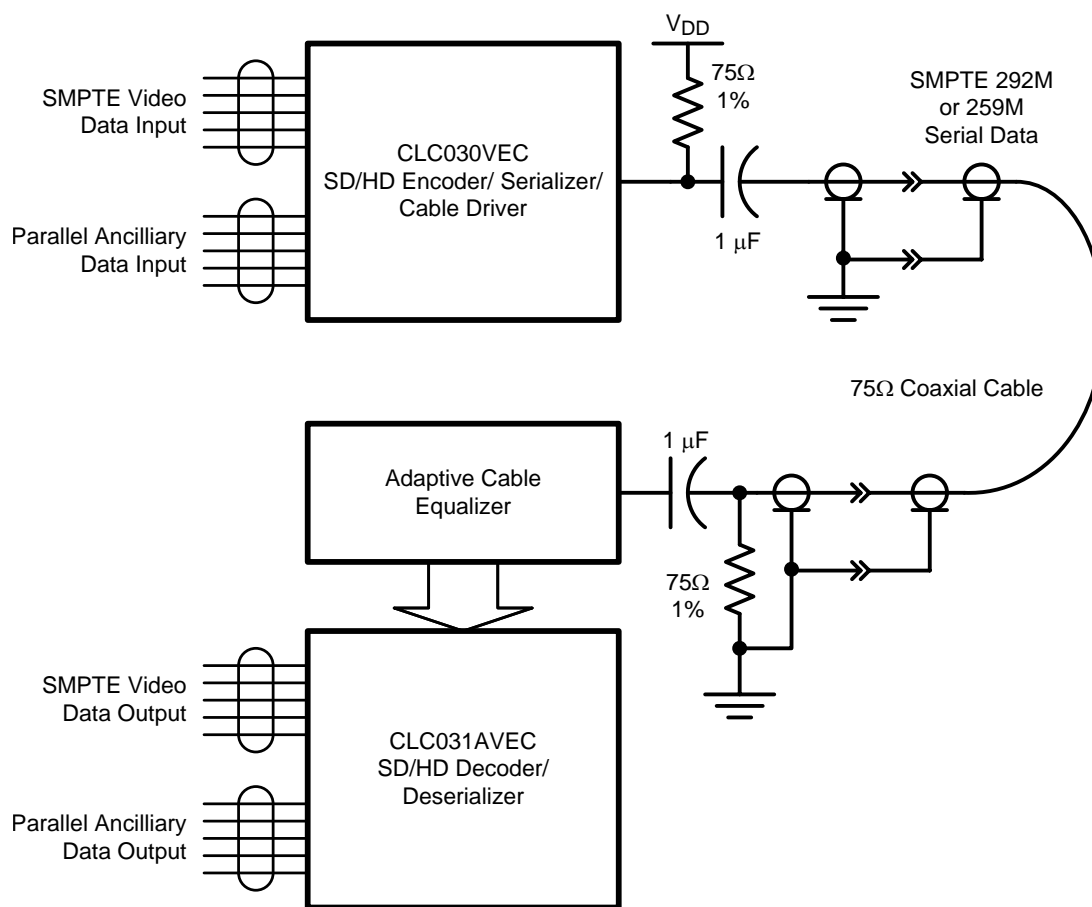 V_DD
75Ω
1%
SMPTE Video
Data Input
CLC030VEC
SD/HD Encoder/ Serializer/
Cable Driver
SMPTE 292M
or 259M
Serial Data
Parallel Ancilliary
Data Input
1 μF
75Ω Coaxial Cable
Adaptive Cable
Equalizer
1 μF
75Ω
1%
SMPTE Video
Data Output
CLC031AVEC
SD/HD Decoder/
Deserializer
Parallel Ancilliary
Data Output